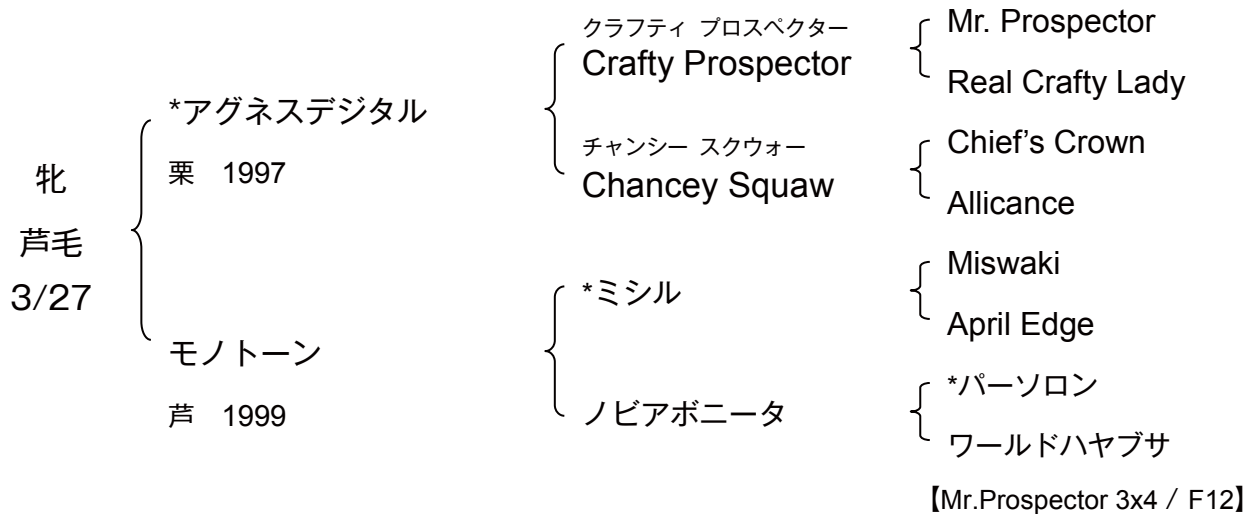 牝
芦毛
3/27
*アグネスデジタル
栗 1997
モノトーン
芦 1999
クラフティ プロスペクター
Crafty Prospector
チャンシー スクウォー
Chancey Squaw
*ミシル
ノビアボニータ
Mr. Prospector
Real Crafty Lady
Chief's Crown
Allicance
Miswaki
April Edge
*パーソロン
ワールドハヤブサ
【Mr.Prospector 3x4 / F12】